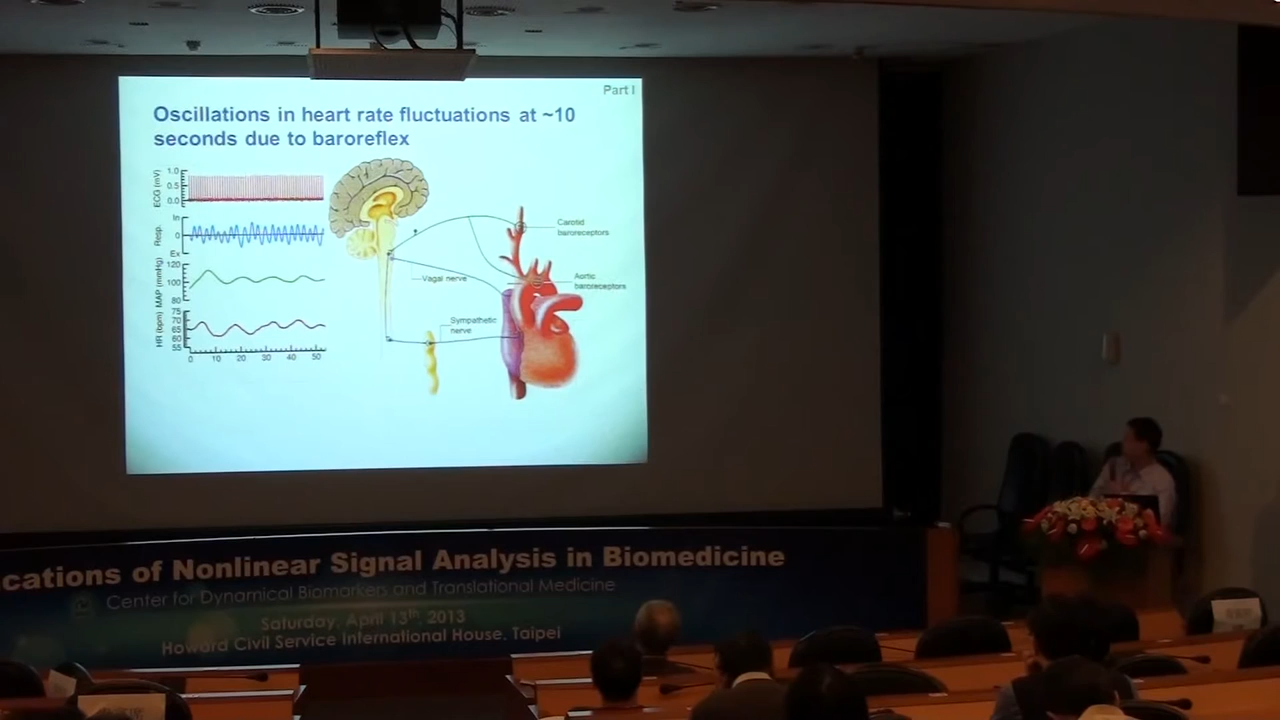 Part I
Oscillations in heart rate fluctuations at ~10
seconds due to baroreflex
ECG (mV)
1.0
0.5
0.0
Resp.
In
0
Ex
MAP (mmHg)
120
100
80
HR (bpm)
75
70
65
60
55
0 10 20 30 40 50
Carotid
baroreceptors
Aortic
baroreceptors
Vagal nerve
Sympathetic
nerve
cations of Nonlinear Signal Analysis in Biomedicine
Center for Dynamical Biomarkers and Translational Medicine
Saturday, April 13th, 2013
Howard Civil Service International House, Taipei